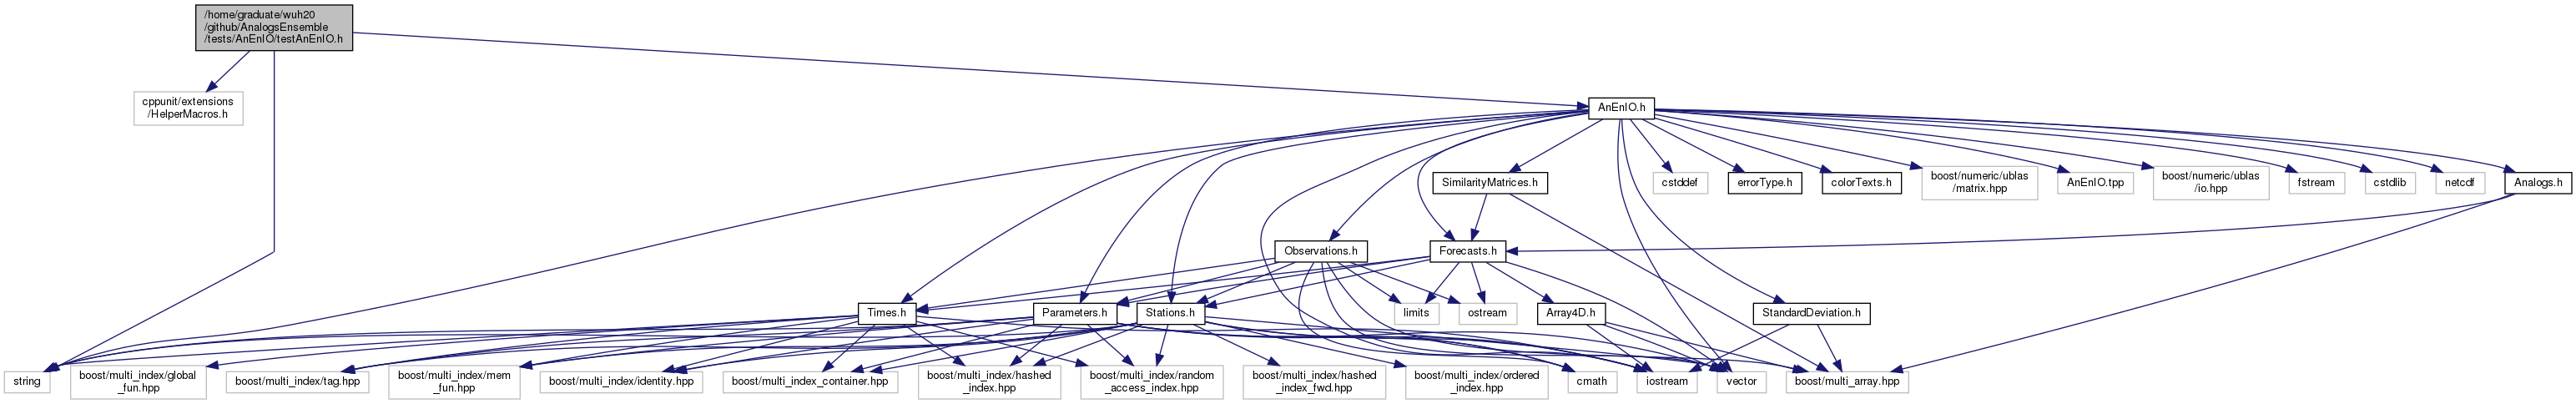 /home/graduate/wuh20
/github/AnalogsEnsemble
/tests/AnEnIO/testAnEnIO.h
cppunit/extensions
/HelperMacros.h
AnEnIO.h
SimilarityMatrices.h
cstddef
errorType.h
colorTexts.h
boost/numeric/ublas
/matrix.hpp
AnEnIO.tpp
boost/numeric/ublas
/io.hpp
fstream
cstdlib
netcdf
Analogs.h
Observations.h
Forecasts.h
Times.h
Parameters.h
Stations.h
limits
ostream
Array4D.h
StandardDeviation.h
string
boost/multi_index/global
_fun.hpp
boost/multi_index/tag.hpp
boost/multi_index/mem
_fun.hpp
boost/multi_index/identity.hpp
boost/multi_index_container.hpp
boost/multi_index/hashed
_index.hpp
boost/multi_index/random
_access_index.hpp
boost/multi_index/hashed
_index_fwd.hpp
boost/multi_index/ordered
_index.hpp
cmath
iostream
vector
boost/multi_array.hpp